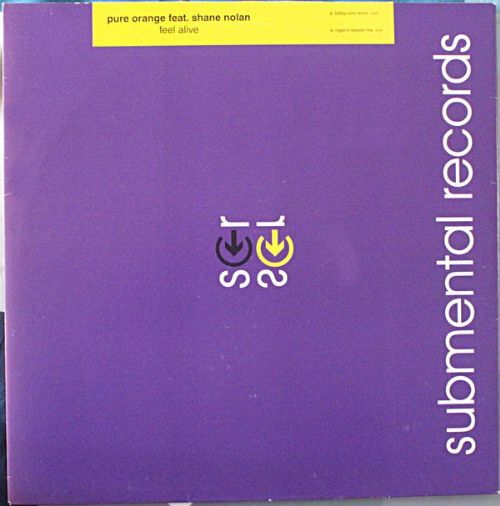 pure orange feat. shane nolan
feel alive
submental records
s r
s r